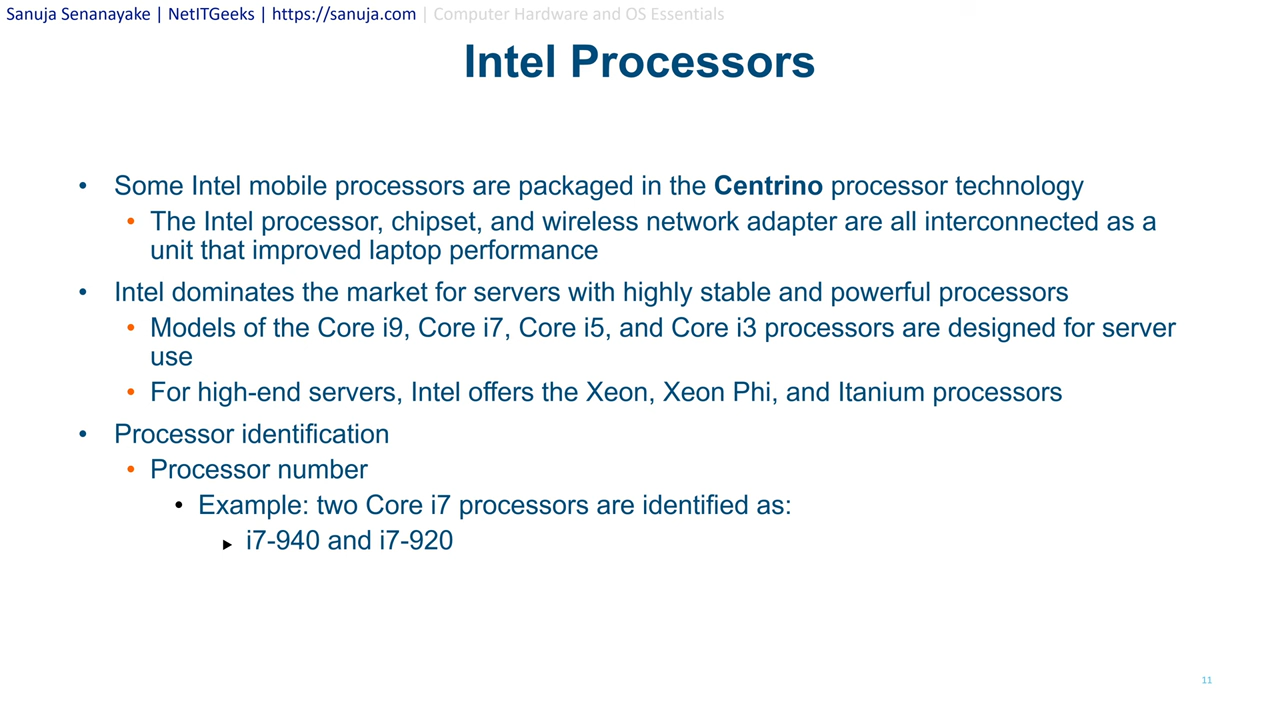 Sanuja Senanayake | NetITGeeks | https://sanuja.com | Computer Hardware and OS Essentials
Intel Processors
• Some Intel mobile processors are packaged in the Centrino processor technology
• The Intel processor, chipset, and wireless network adapter are all interconnected as a
unit that improved laptop performance
• Intel dominates the market for servers with highly stable and powerful processors
• Models of the Core i9, Core i7, Core i5, and Core i3 processors are designed for server
use
• For high-end servers, Intel offers the Xeon, Xeon Phi, and Itanium processors
• Processor identification
• Processor number
• Example: two Core i7 processors are identified as:
► i7-940 and i7-920
11